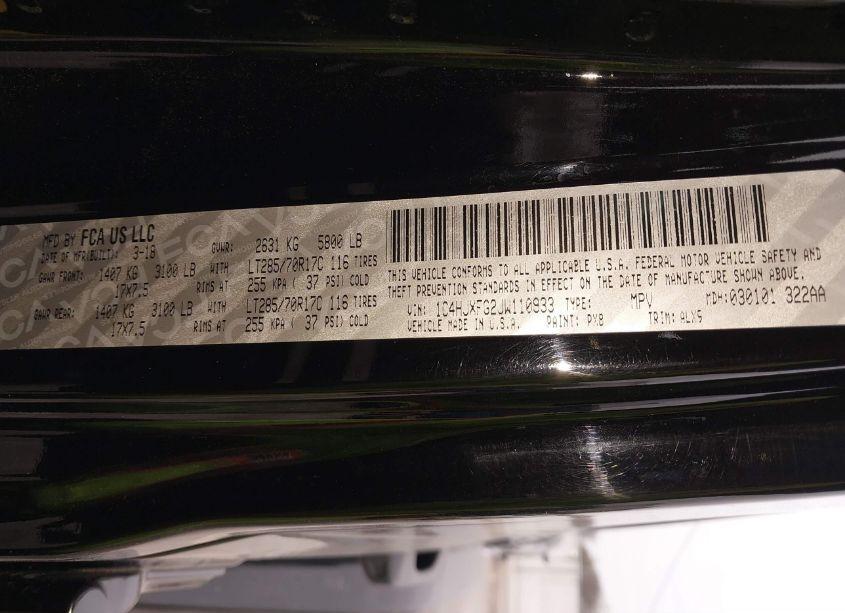 MFD BY FCA US LLC
DATE OF MFR(BUILT): 3-18 GVWR: 2631 KG 5800 LB
GAWR FRONT: 1407 KG 3100 LB WITH LT285/70R17C 116 TIRES
17X7.5 RIMS AT 255 KPA ( 37 PSI) COLD
GAWR REAR: 1407 KG 3100 LB WITH LT285/70R17C 116 TIRES
17X7.5 RIMS AT 255 KPA ( 37 PSI) COLD
THIS VEHICLE CONFORMS TO ALL APPLICABLE U.S.A. FEDERAL MOTOR VEHICLE SAFETY AND
THEFT PREVENTION STANDARDS IN EFFECT ON THE DATE OF MANUFACTURE SHOWN ABOVE.
VIN: 1C4HJXFG2JW110933 TYPE: MPV MDH: 030101 322AA
VEHICLE MADE IN U.S.A. PAINT: PX8 TRIM: ALX5